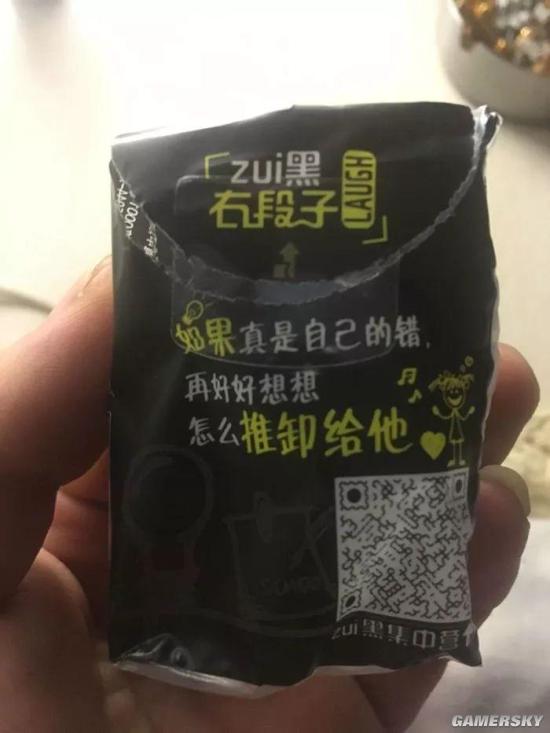 zui黑
右段子 LAUGH
如果真是自己的错,
再好好想想
怎么推卸给他
zui黑集中营
GAMERSKY